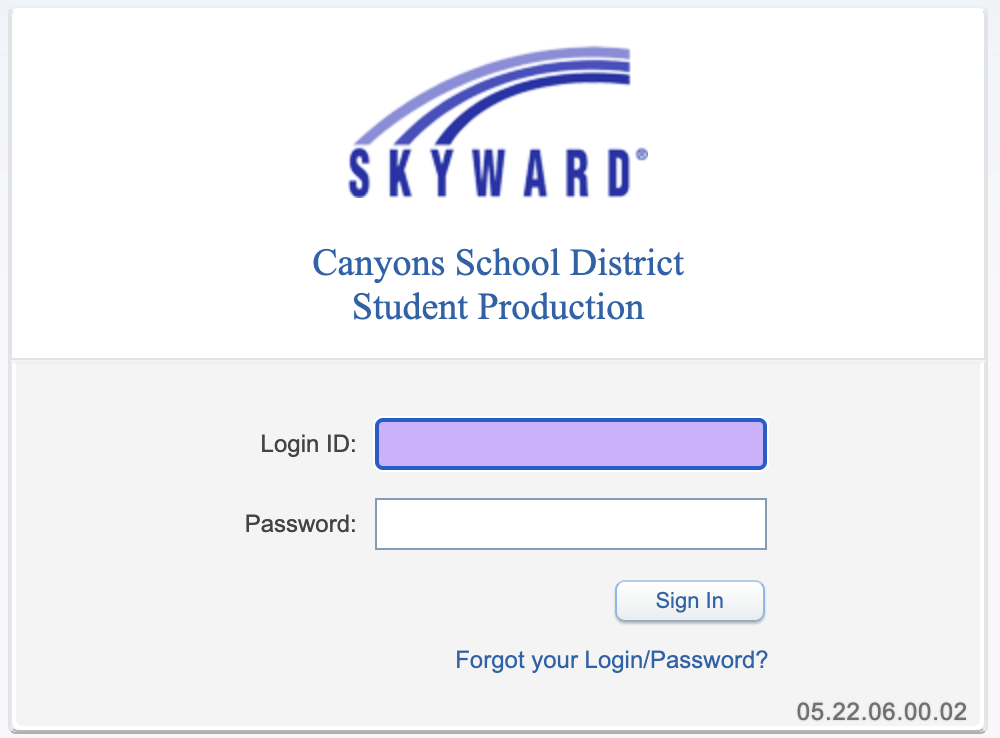 SKYWARD®
Canyons School District
Student Production
Login ID:
Password:
Sign In
Forgot your Login/Password?
05.22.06.00.02